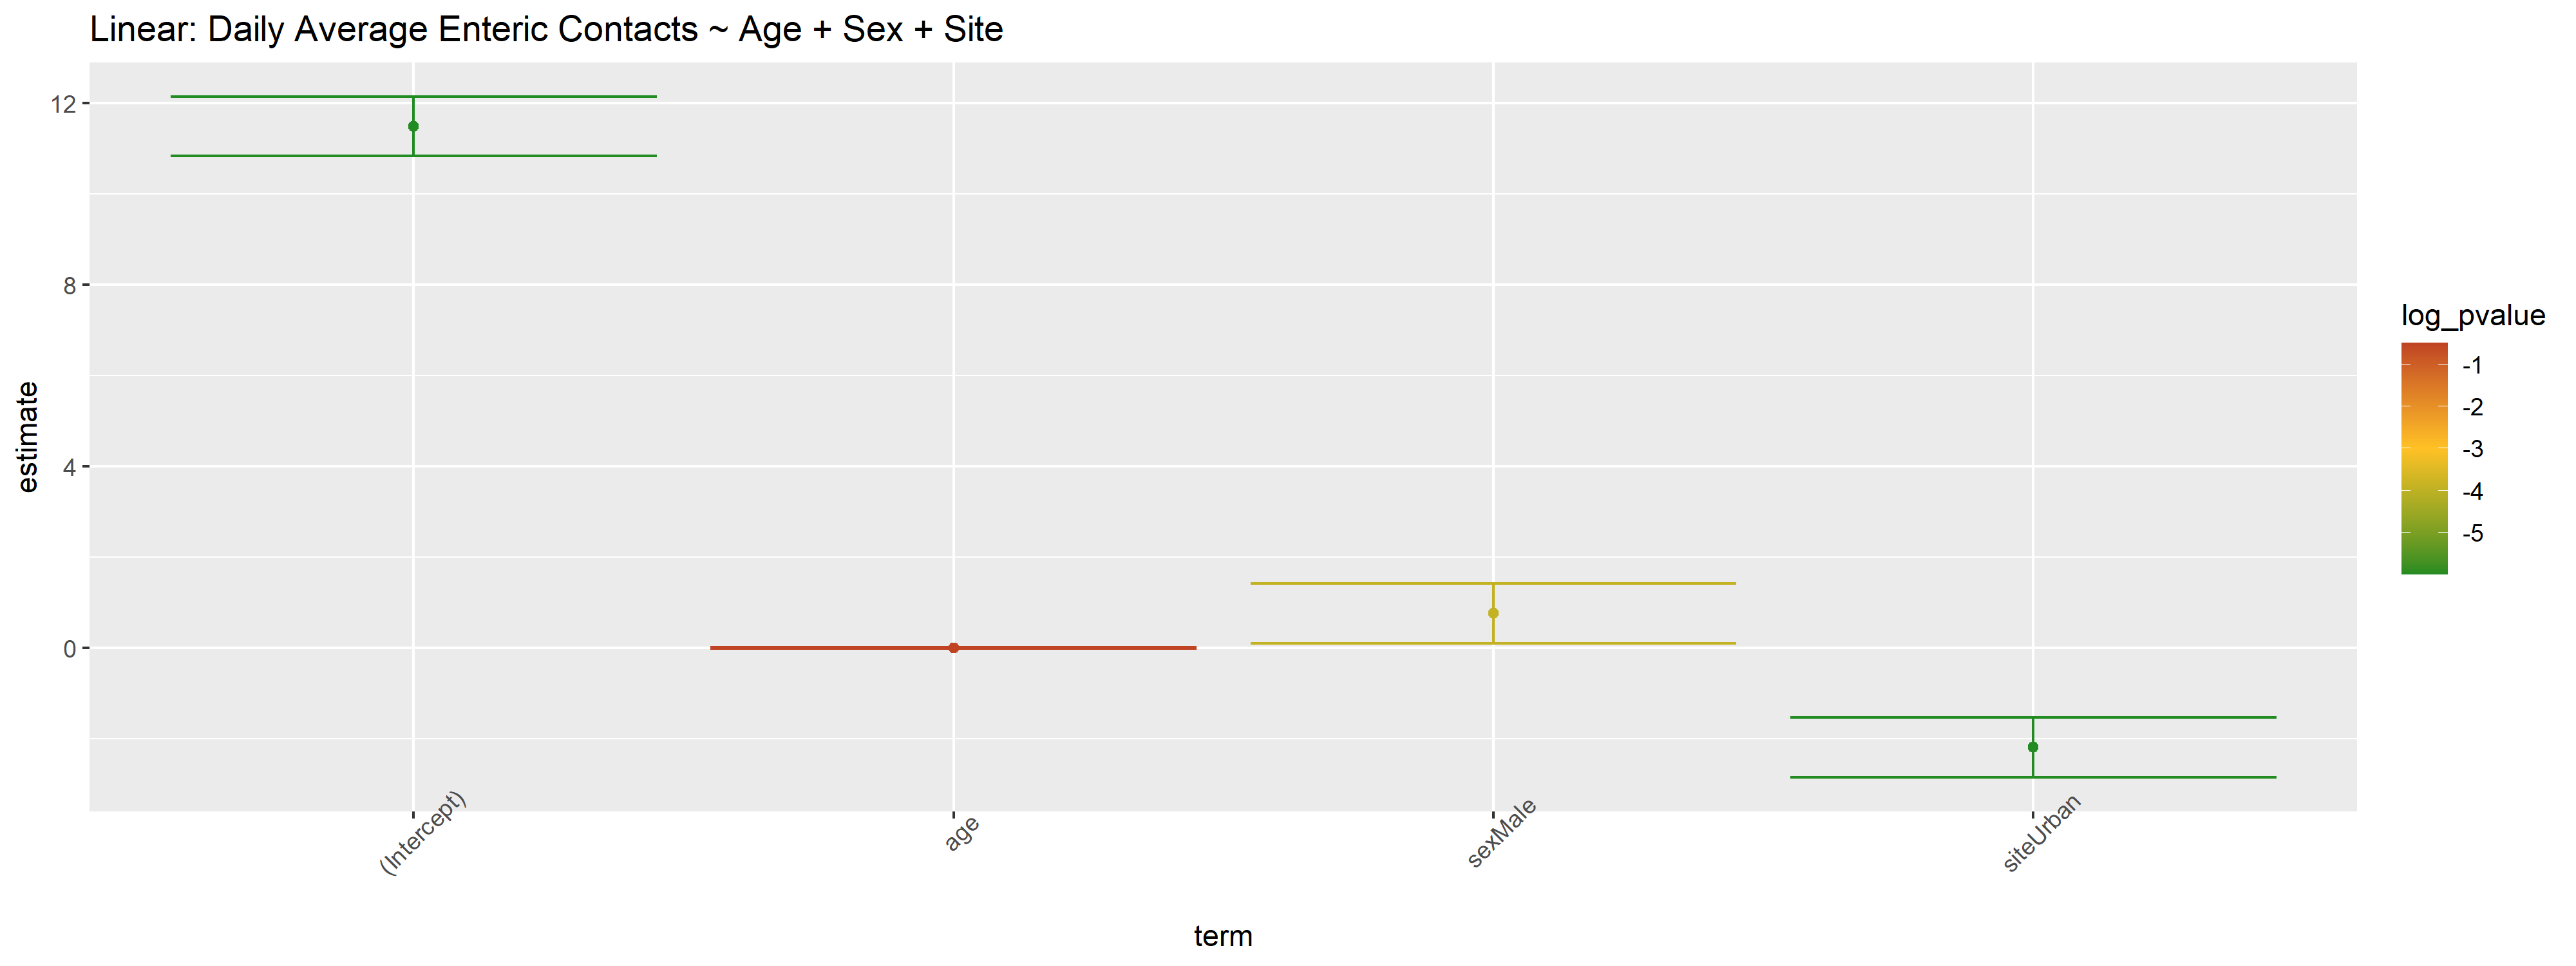 Linear: Daily Average Enteric Contacts ~ Age + Sex + Site
estimate
12
8
4
0
(Intercept)
age
sexMale
siteUrban
term
log_pvalue
-1
-2
-3
-4
-5